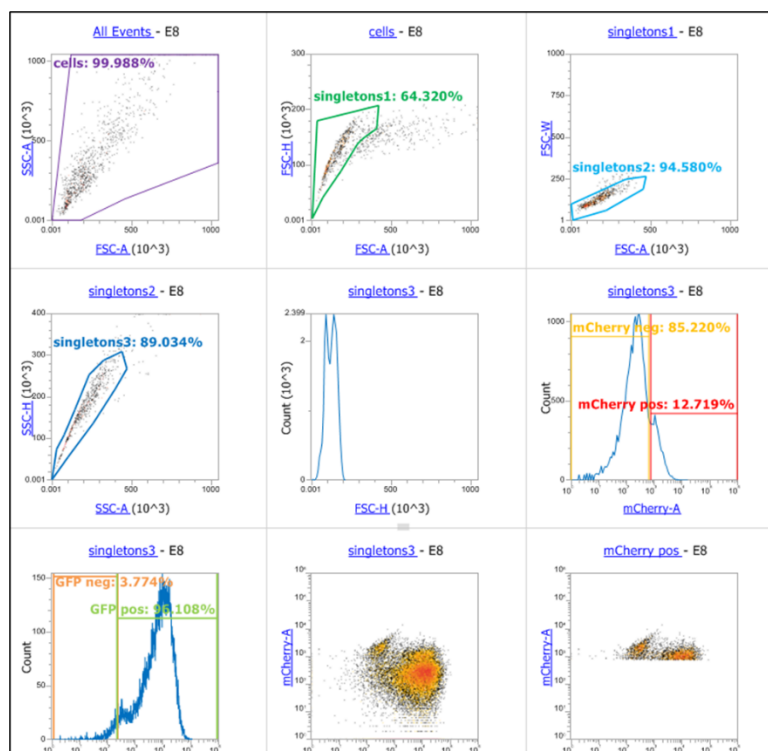 All Events - E8
cells - E8
singletons1 - E8
1000
cells: 99.988%
SSC-A (10^3)
500
0.001
0.001
500
1000
FSC-A (10^3)
300
singletons1: 64.320%
200
FSC-H (10^3)
100
0.001
0.001
500
1000
FSC-A (10^3)
1000
750
FSC-W
500
singletons2: 94.580%
250
1
0.001
500
1000
FSC-A (10^3)
singletons2 - E8
singletons3 - E8
singletons3 - E8
400
singletons3: 89.034%
300
SSC-H (10^3)
200
100
0.001
0.001
500
1000
SSC-A (10^3)
2.399
2
Count (10^3)
1
0
0.001
500
1000
FSC-H (10^3)
1000
mCherry neg: 85.220%
Count
500
mCherry pos: 12.719%
0
mCherry-A
singletons3 - E8
singletons3 - E8
mCherry pos - E8
150
GFP neg: 3.774%
GFP pos: 96.108%
100
Count
50
0
mCherry-A
mCherry-A